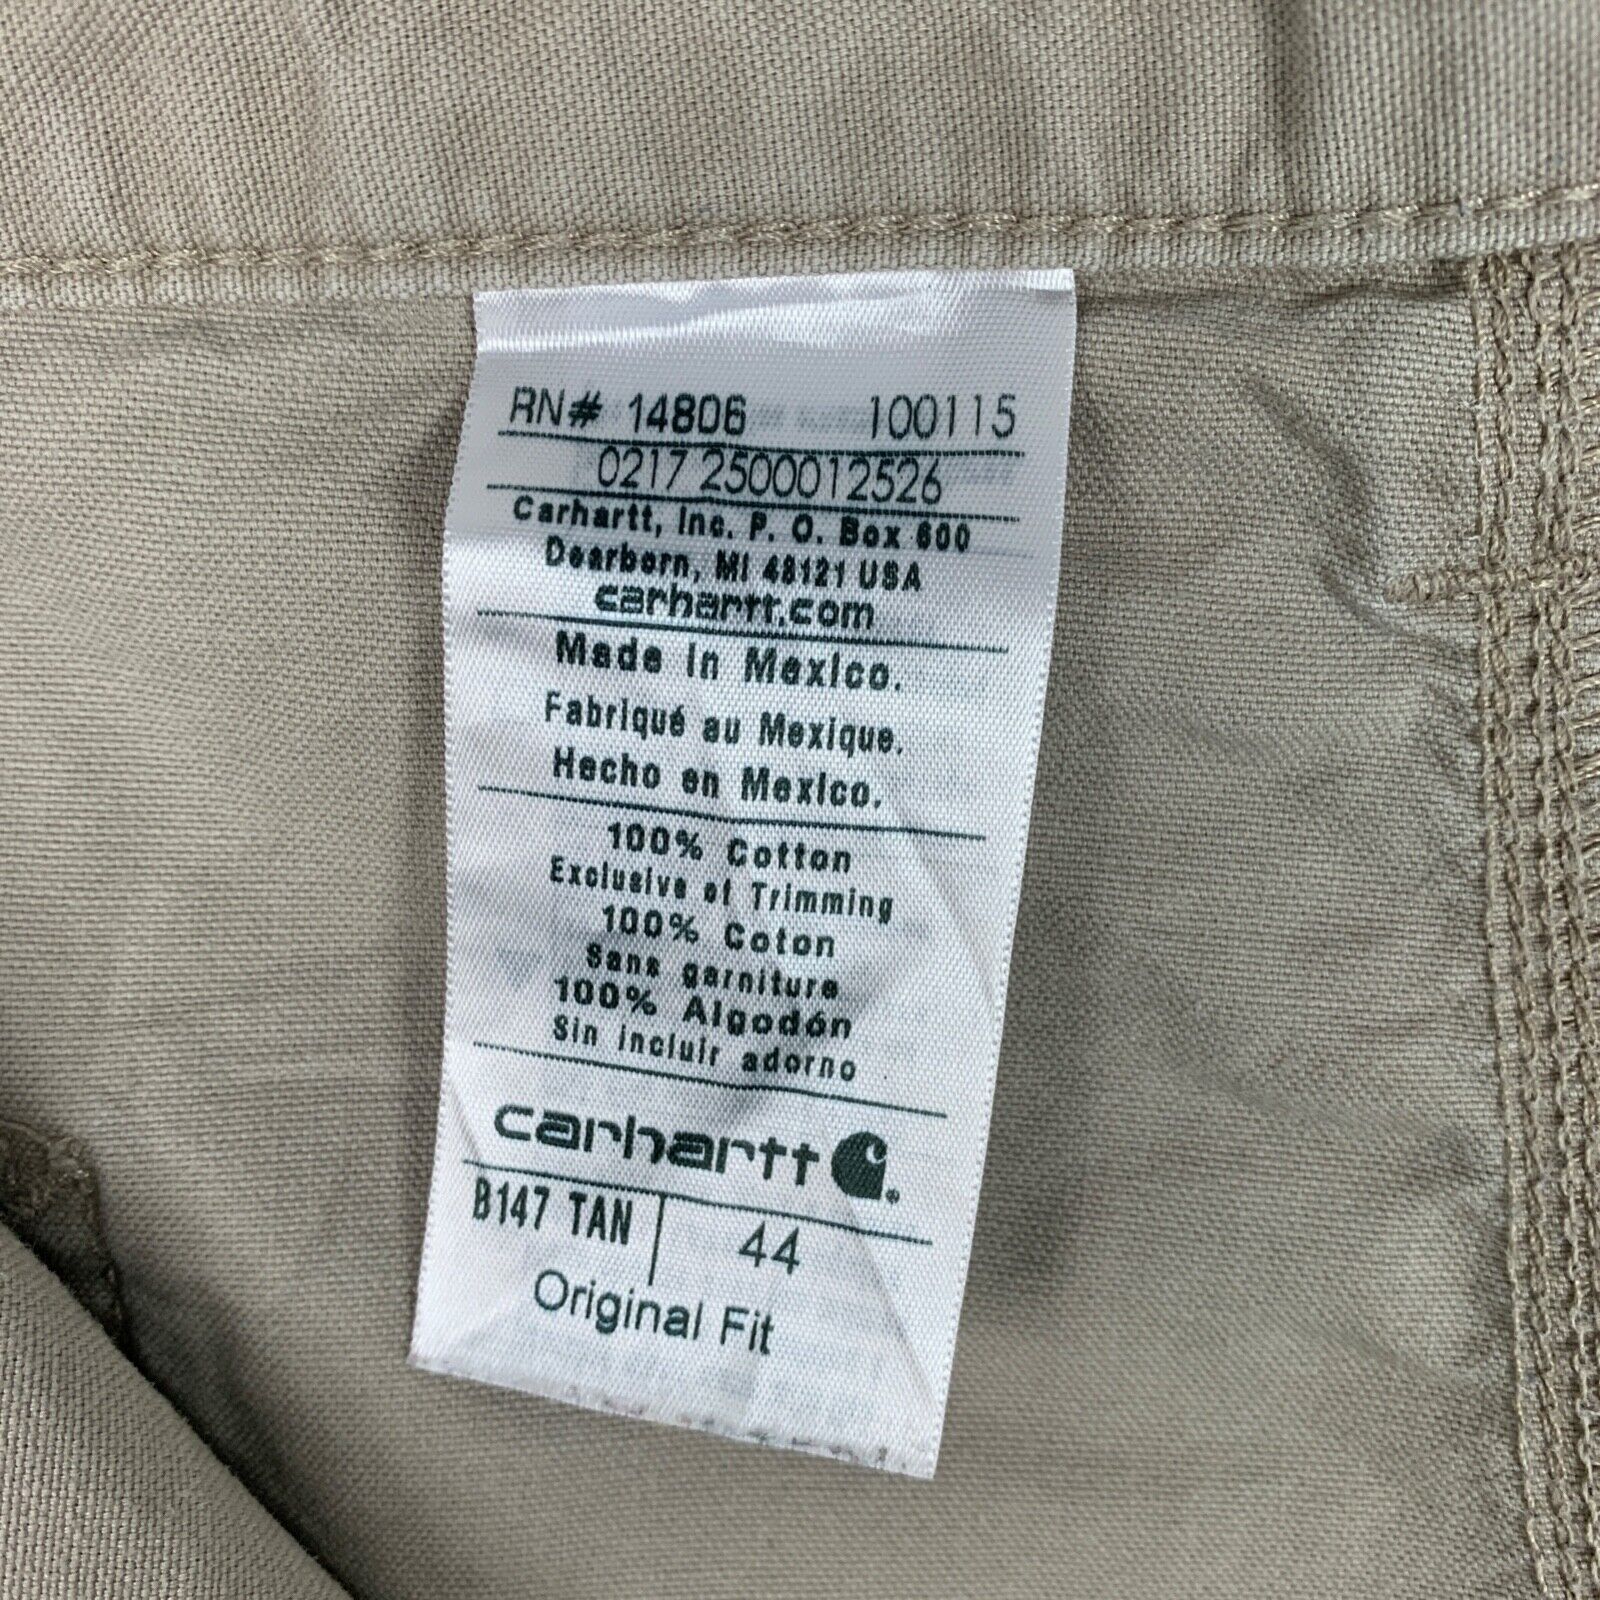 RN# 14806 100115
0217 2500012526
Carhartt, Inc. P. O. Box 600
Dearborn, MI 48121 USA
carhartt.com
Made in Mexico.
Fabriqué au Mexique.
Hecho en Mexico.
100% Cotton
Exclusive of Trimming
100% Coton
Sans garniture
100% Algodón
Sin incluir adorno
carhartt
B147 TAN 44
Original Fit